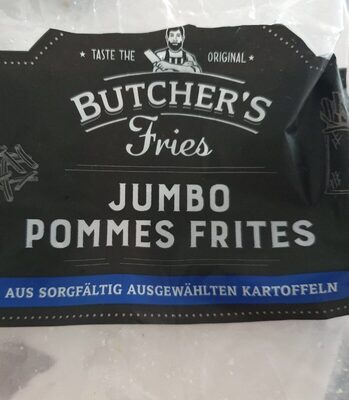 ★ TASTE THE ORIGINAL ★
BUTCHER'S
Fries
JUMBO
POMMES FRITES
AUS SORGFÄLTIG AUSGEWÄHLTEN KARTOFFELN